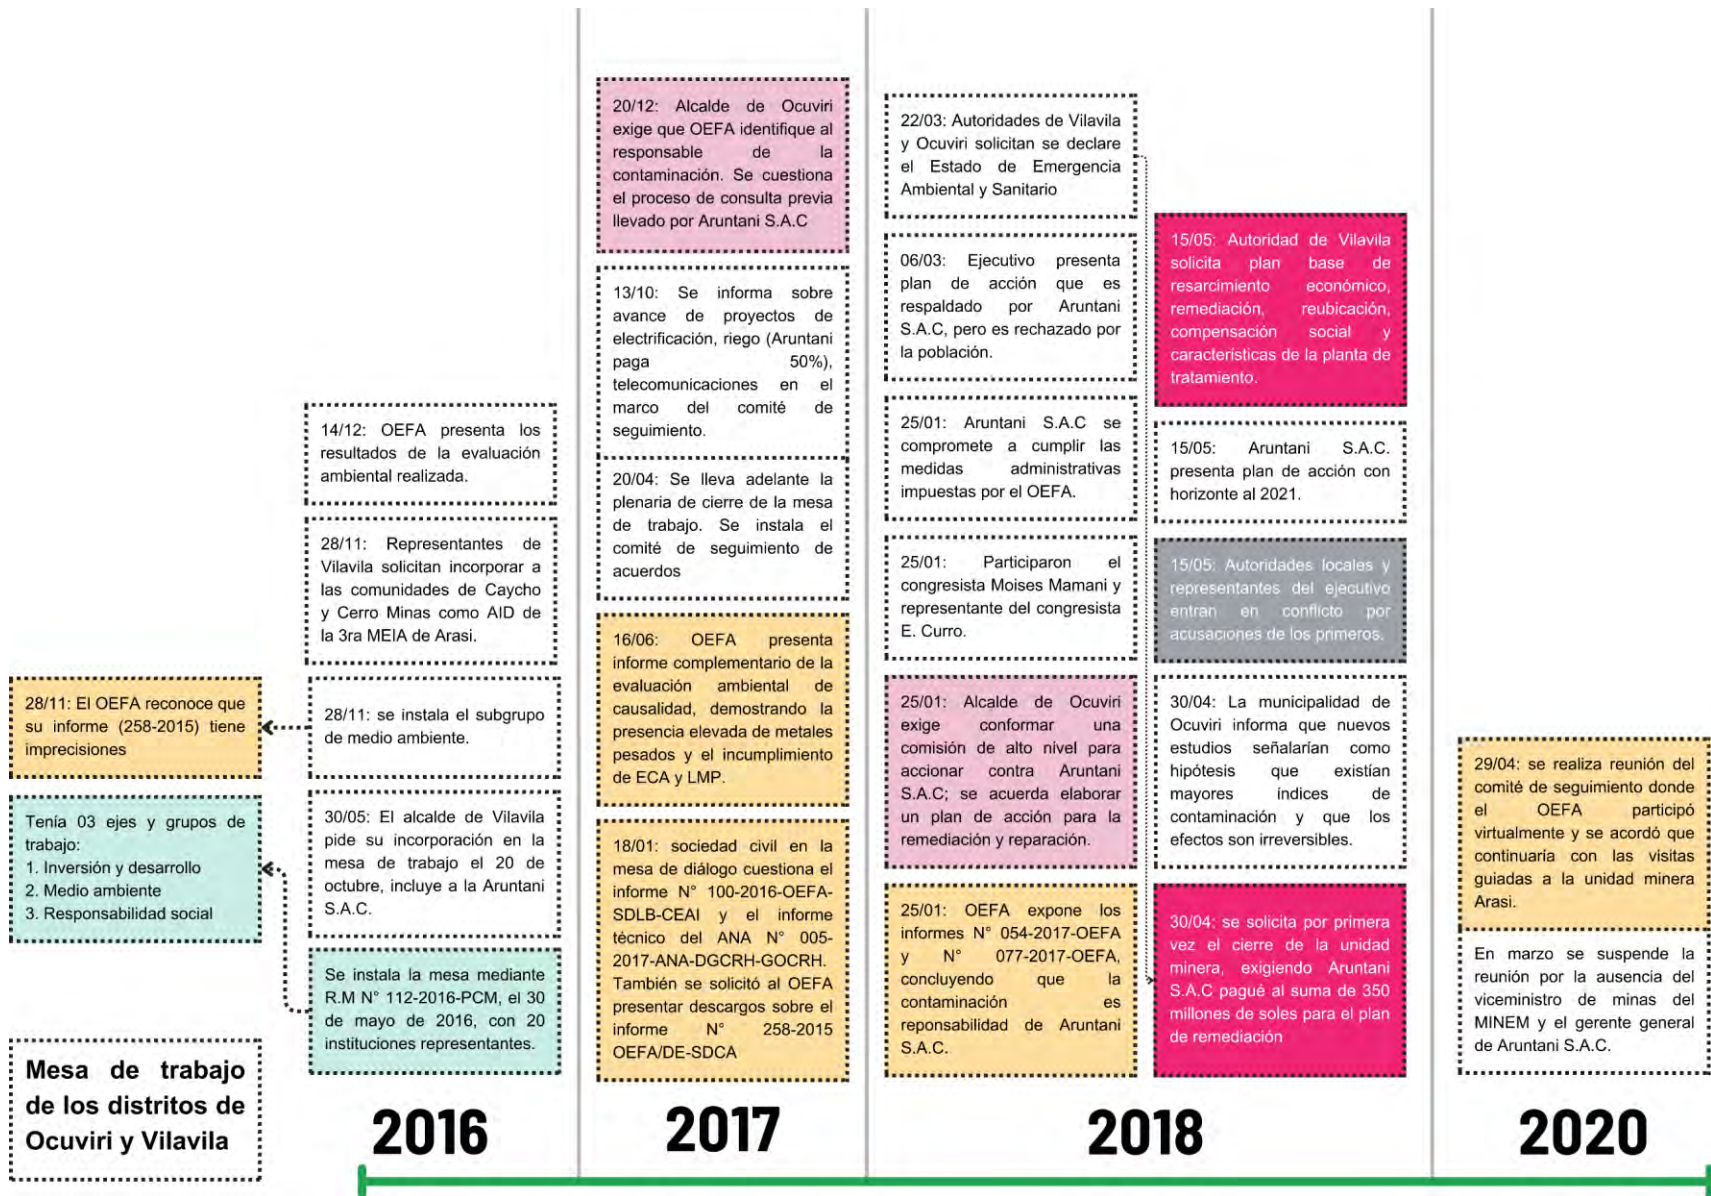 28/11: El OEFA reconoce que
su informe (258-2015) tiene
imprecisiones
Tenía 03 ejes y grupos de
trabajo:
1. Inversión y desarrollo
2. Medio ambiente
3. Responsabilidad social
Mesa de trabajo
de los distritos de
Ocuviri y Vilavila
14/12: OEFA presenta los
resultados de la evaluación
ambiental realizada.
28/11: Representantes de
Vilavila solicitan incorporar a
las comunidades de Caycho
y Cerro Minas como AID de
la 3ra MEIA de Arasi.
28/11: se instala el subgrupo
de medio ambiente.
30/05: El alcalde de Vilavila
pide su incorporación en la
mesa de trabajo el 20 de
octubre, incluye a la Aruntani
S.A.C.
Se instala la mesa mediante
R.M N° 112-2016-PCM, el 30
de mayo de 2016, con 20
instituciones representantes.
2016
20/12: Alcalde de Ocuviri
exige que OEFA identifique al
responsable de la
contaminación. Se cuestiona
el proceso de consulta previa
llevado por Aruntani S.A.C
13/10: Se informa sobre
avance de proyectos de
electrificación, riego (Aruntani
paga 50%),
telecomunicaciones en el
marco del comité de
seguimiento.
20/04: Se lleva adelante la
plenaria de cierre de la mesa
de trabajo. Se instala el
comité de seguimiento de
acuerdos
16/06: OEFA presenta
informe complementario de la
evaluación ambiental de
causalidad, demostrando la
presencia elevada de metales
pesados y el incumplimiento
de ECA y LMP.
18/01: sociedad civil en la
mesa de diálogo cuestiona el
informe N° 100-2016-OEFA-
SDLB-CEAI y el informe
técnico del ANA N° 005-
2017-ANA-DGCRH-GOCRH.
También se solicitó al OEFA
presentar descargos sobre el
informe N° 258-2015
OEFA/DE-SDCA
2017
22/03: Autoridades de Vilavila
y Ocuviri solicitan se declare
el Estado de Emergencia
Ambiental y Sanitario
06/03: Ejecutivo presenta
plan de acción que es
respaldado por Aruntani
S.A.C, pero es rechazado por
la población.
25/01: Aruntani S.A.C se
compromete a cumplir las
medidas administrativas
impuestas por el OEFA.
25/01: Participaron el
congresista Moises Mamani y
representante del congresista
E. Curro.
25/01: Alcalde de Ocuviri
exige conformar una
comisión de alto nivel para
accionar contra Aruntani
S.A.C; se acuerda elaborar
un plan de acción para la
remediación y reparación.
25/01: OEFA expone los
informes N° 054-2017-OEFA
y N° 077-2017-OEFA,
concluyendo que la
contaminación es
reponsabilidad de Aruntani
S.A.C.
15/05: Autoridad de Vilavila
solicita plan base de
resarcimiento económico,
remediación, reubicación,
compensación social y
características de la planta de
tratamiento.
15/05: Aruntani S.A.C.
presenta plan de acción con
horizonte al 2021.
15/05: Autoridades locales y
representantes del ejecutivo
entran en conflicto por
acusaciones de los primeros.
30/04: La municipalidad de
Ocuviri informa que nuevos
estudios señalarían como
hipótesis que existían
mayores índices de
contaminación y que los
efectos son irreversibles.
30/04: se solicita por primera
vez el cierre de la unidad
minera, exigiendo Aruntani
S.A.C pagué al suma de 350
millones de soles para el plan
de remediación
2018
29/04: se realiza reunión del
comité de seguimiento donde
el OEFA participó
virtualmente y se acordó que
continuaría con las visitas
guiadas a la unidad minera
Arasi.
En marzo se suspende la
reunión por la ausencia del
viceministro de minas del
MINEM y el gerente general
de Aruntani S.A.C.
2020